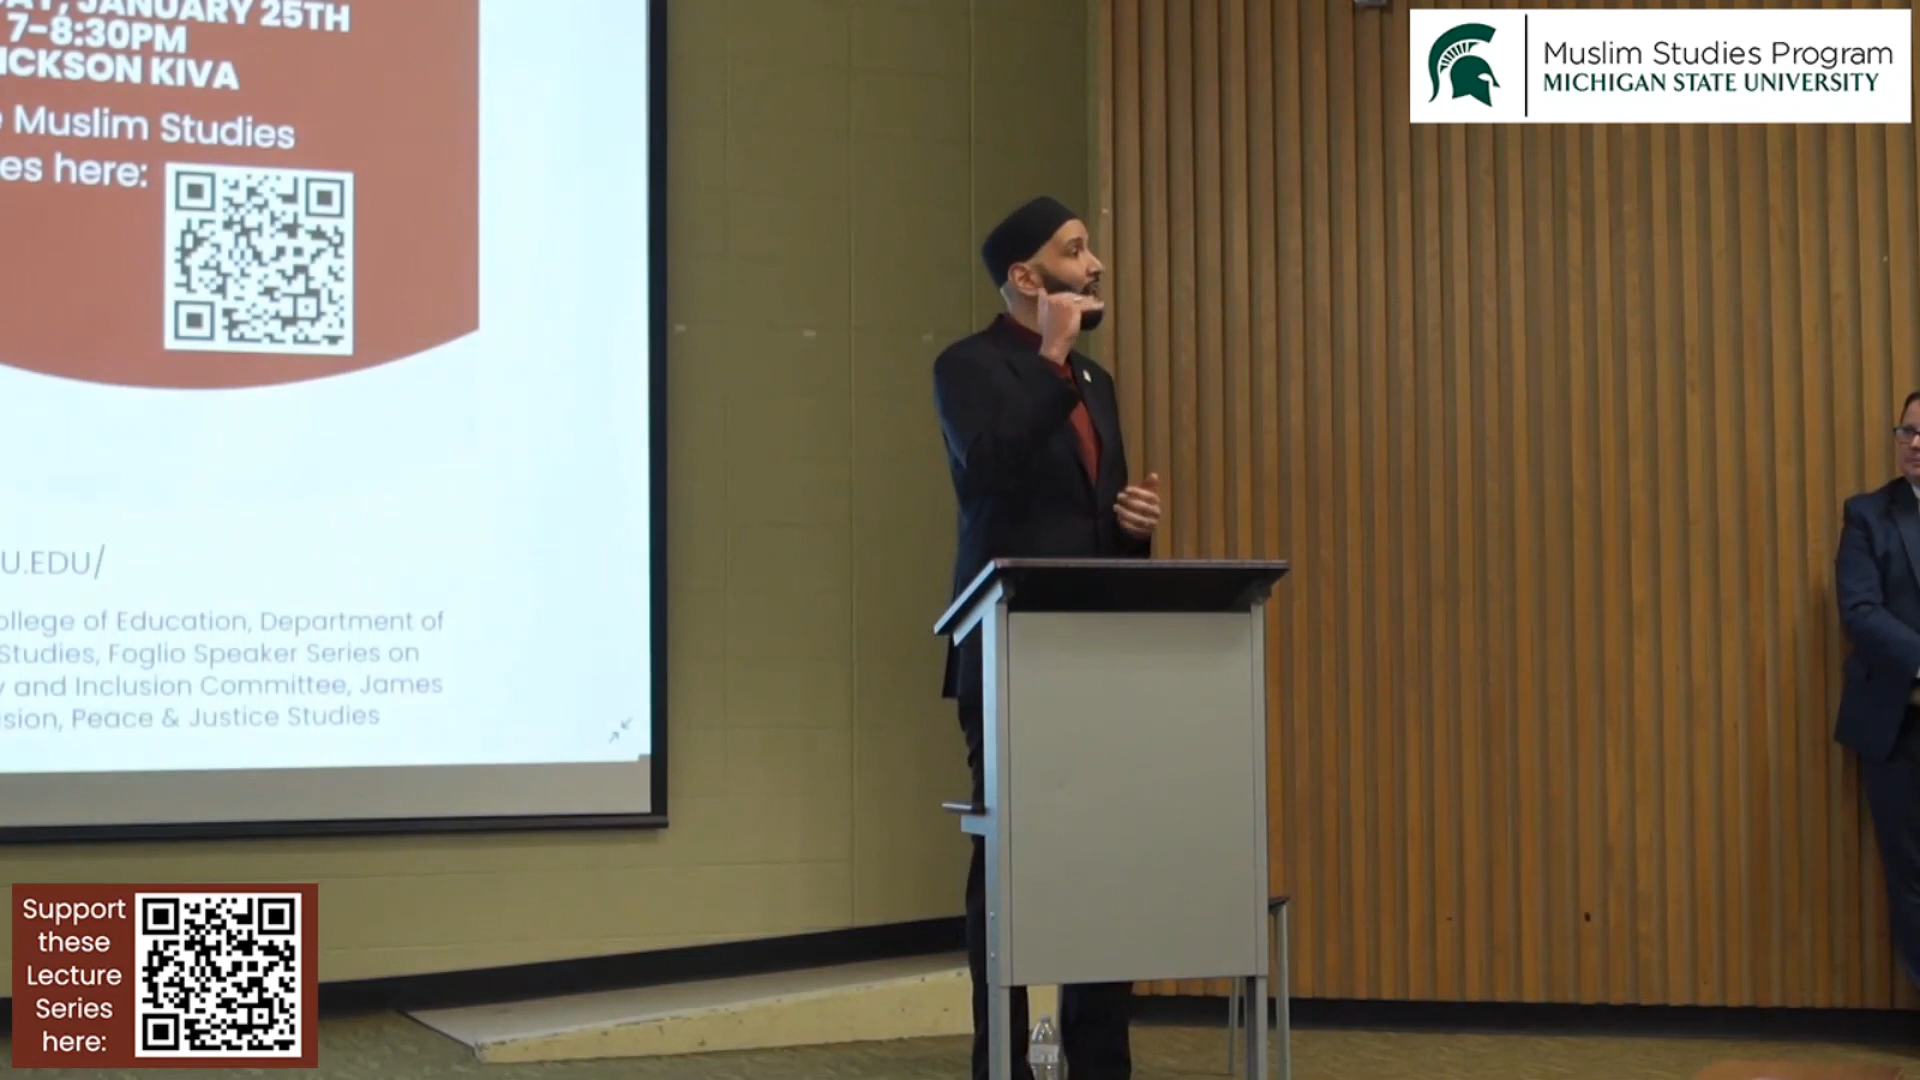 JANUARY 25TH
7-8:30PM
ICKSON KIVA
Muslim Studies
es here:
U.EDU/
ollege of Education, Department of
Studies, Foglio Speaker Series on
y and Inclusion Committee, James
sion, Peace & Justice Studies
Muslim Studies Program
MICHIGAN STATE UNIVERSITY
Support
these
Lecture
Series
here: